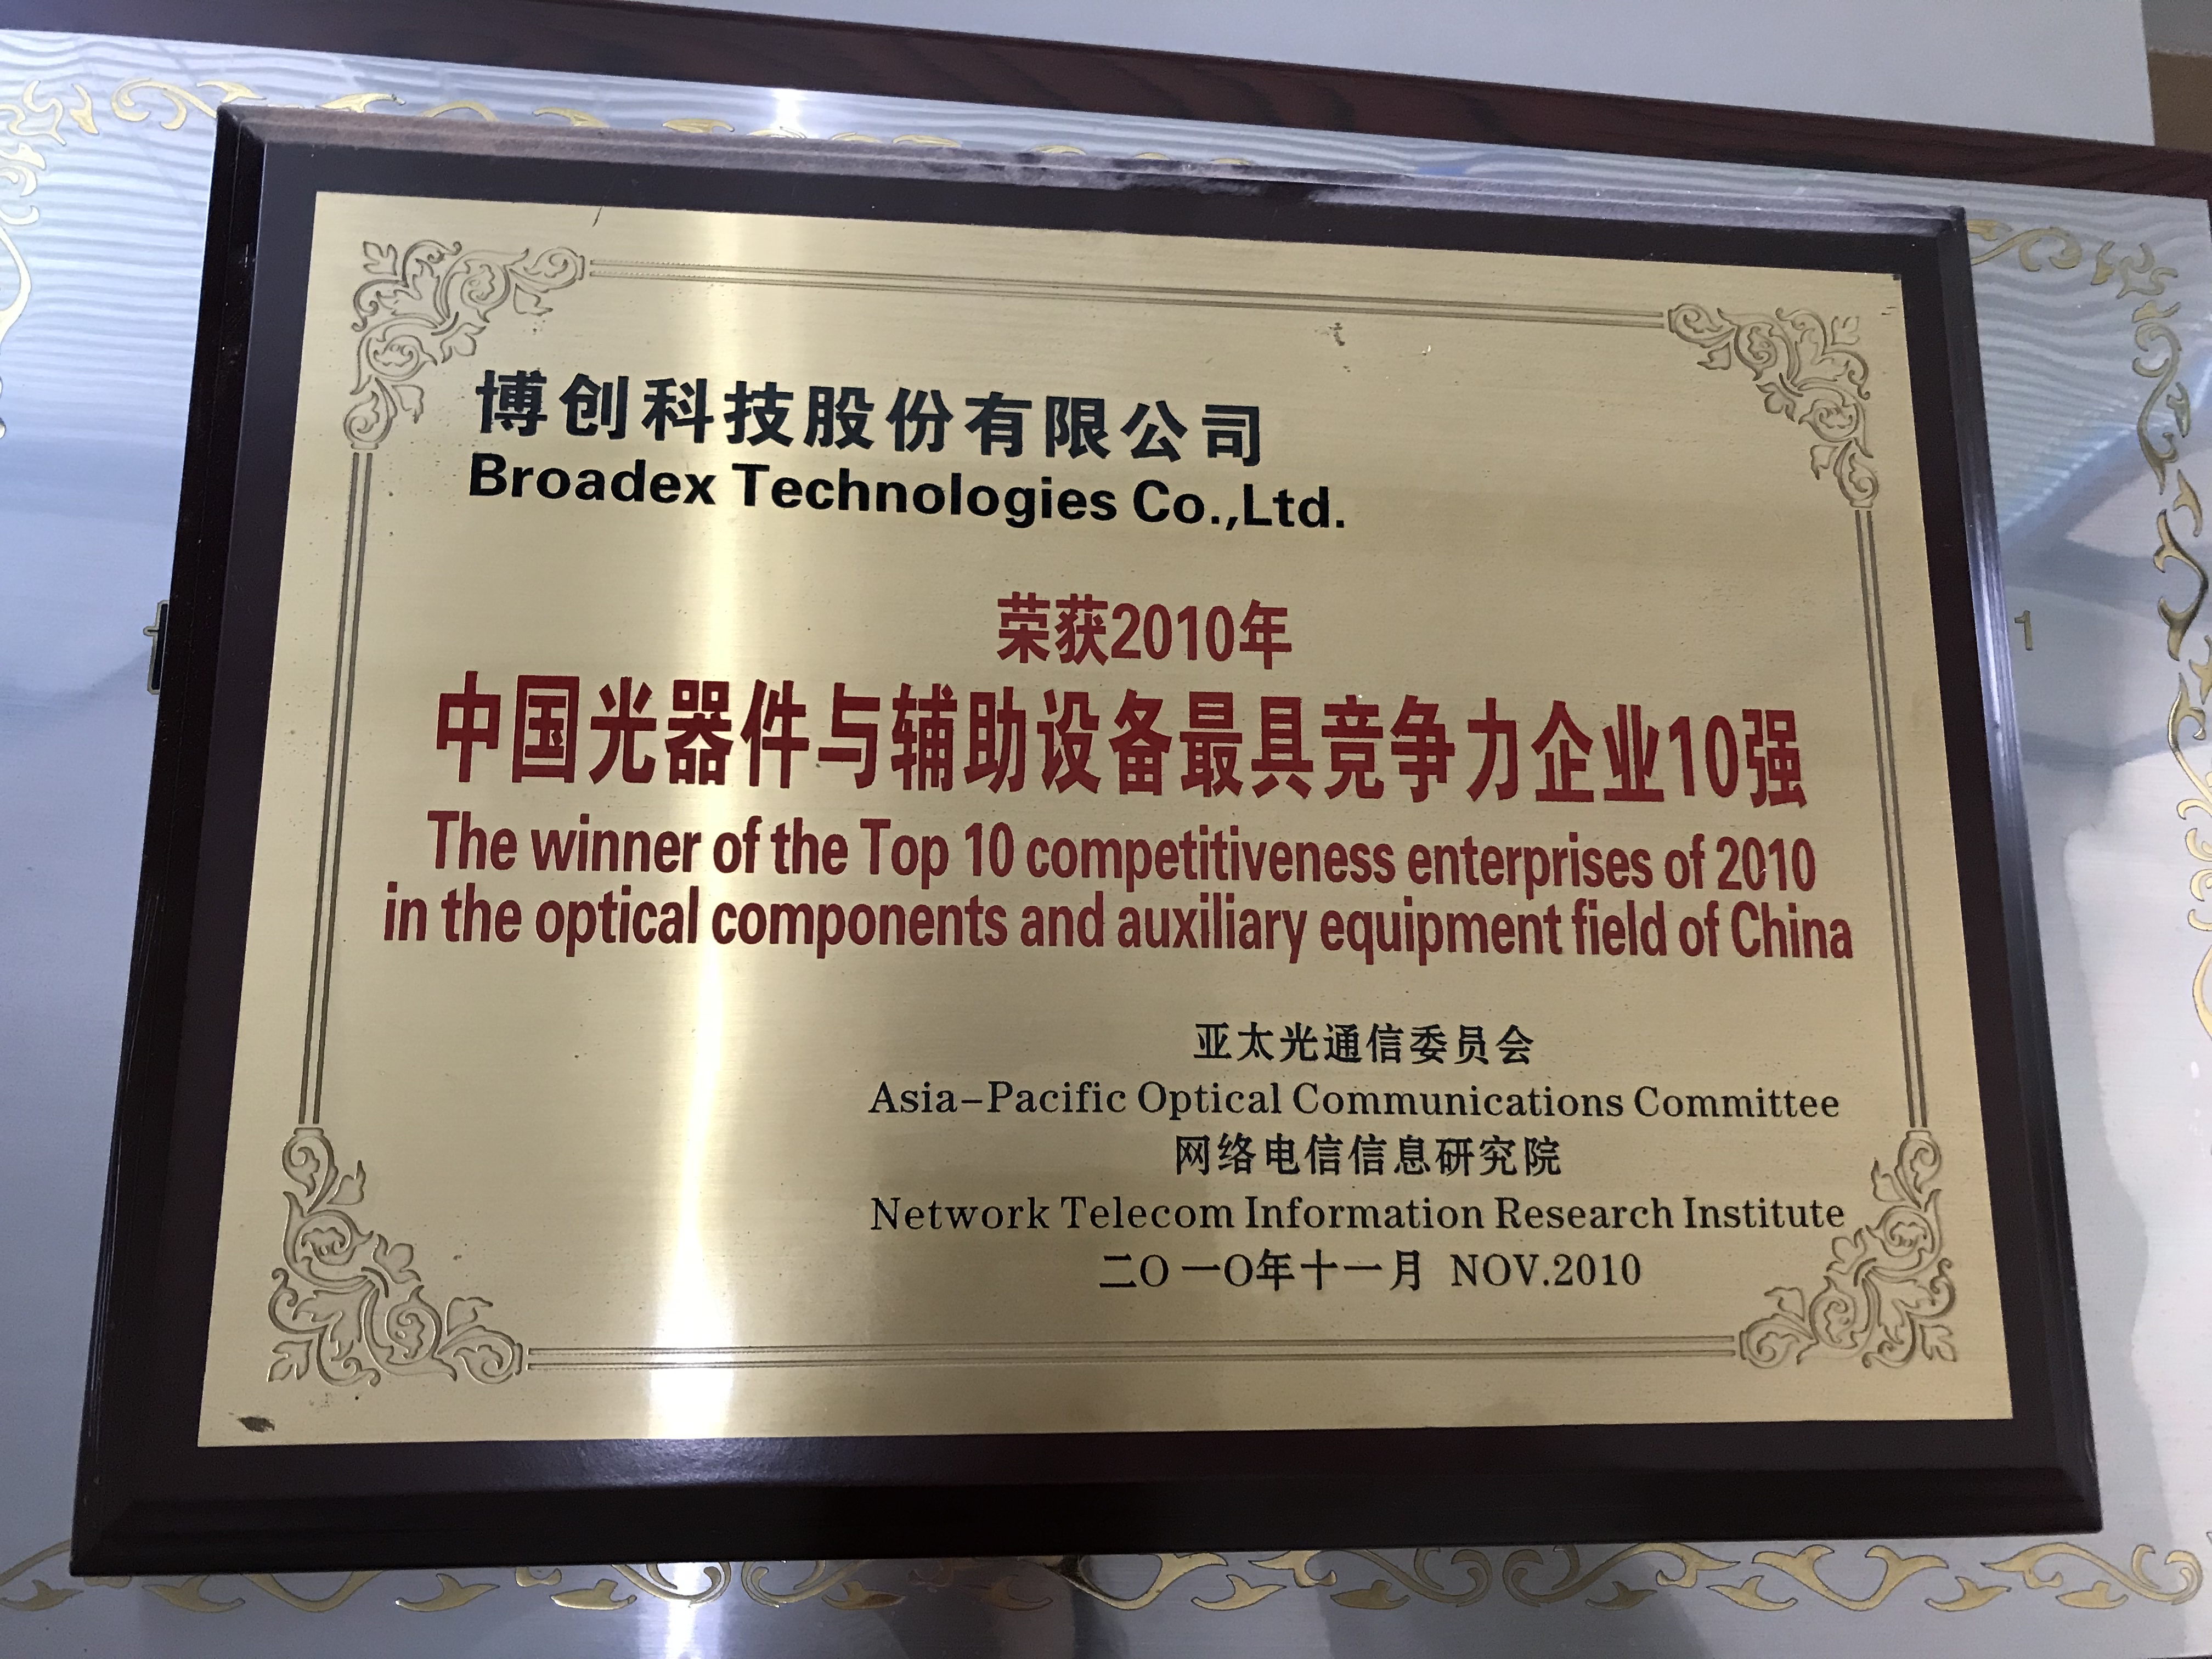 博创科技股份有限公司
Broadex Technologies Co.,Ltd.
荣获2010年
中国光器件与辅助设备最具竞争力企业10强
The winner of the Top 10 competitiveness enterprises of 2010
in the optical components and auxiliary equipment field of China
亚太光通信委员会
Asia-Pacific Optical Communications Committee
网络电信信息研究院
Network Telecom Information Research Institute
二〇一〇年十一月 NOV.2010
1